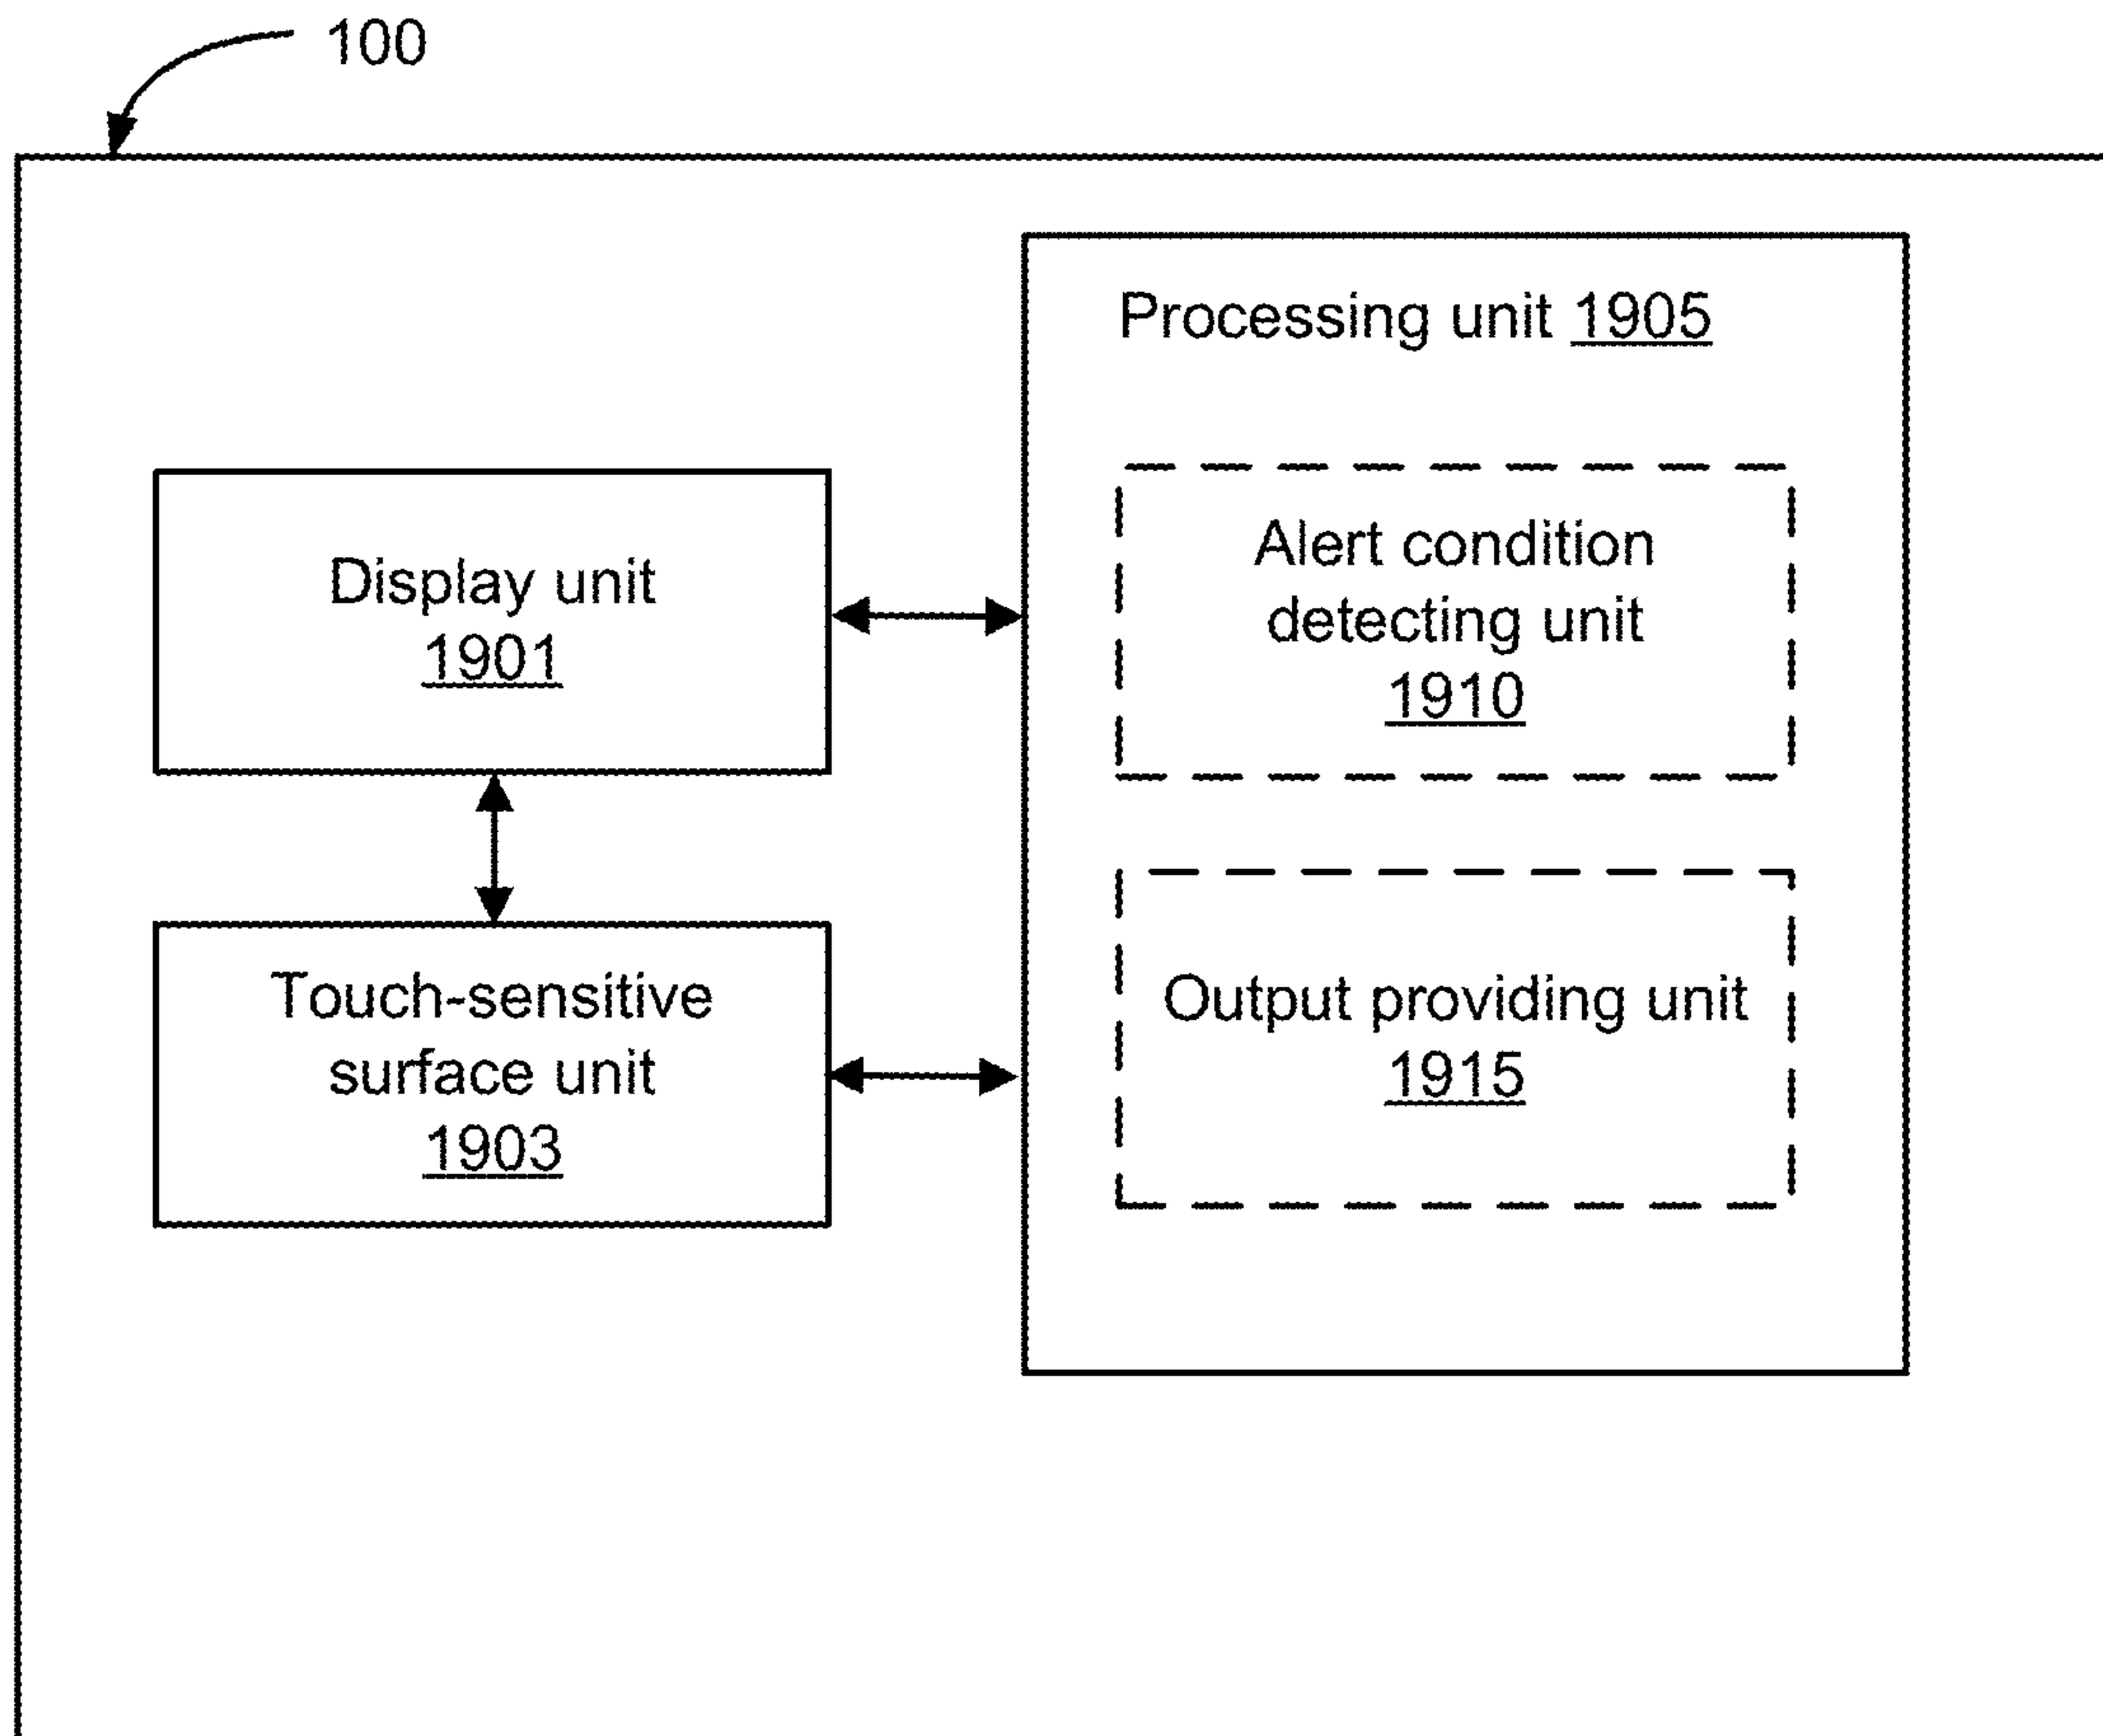 100
Processing unit 1905
Display unit
1901
Alert condition
detecting unit
1910
Touch-sensitive
surface unit
1903
Output providing unit
1915